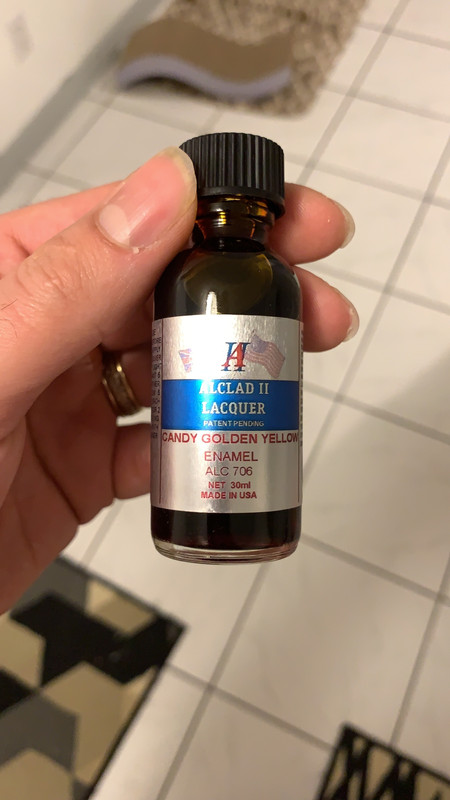 ALCLAD II
LACQUER
PATENT PENDING
CANDY GOLDEN YELLOW
ENAMEL
ALC 706
NET 30ml
MADE IN USA